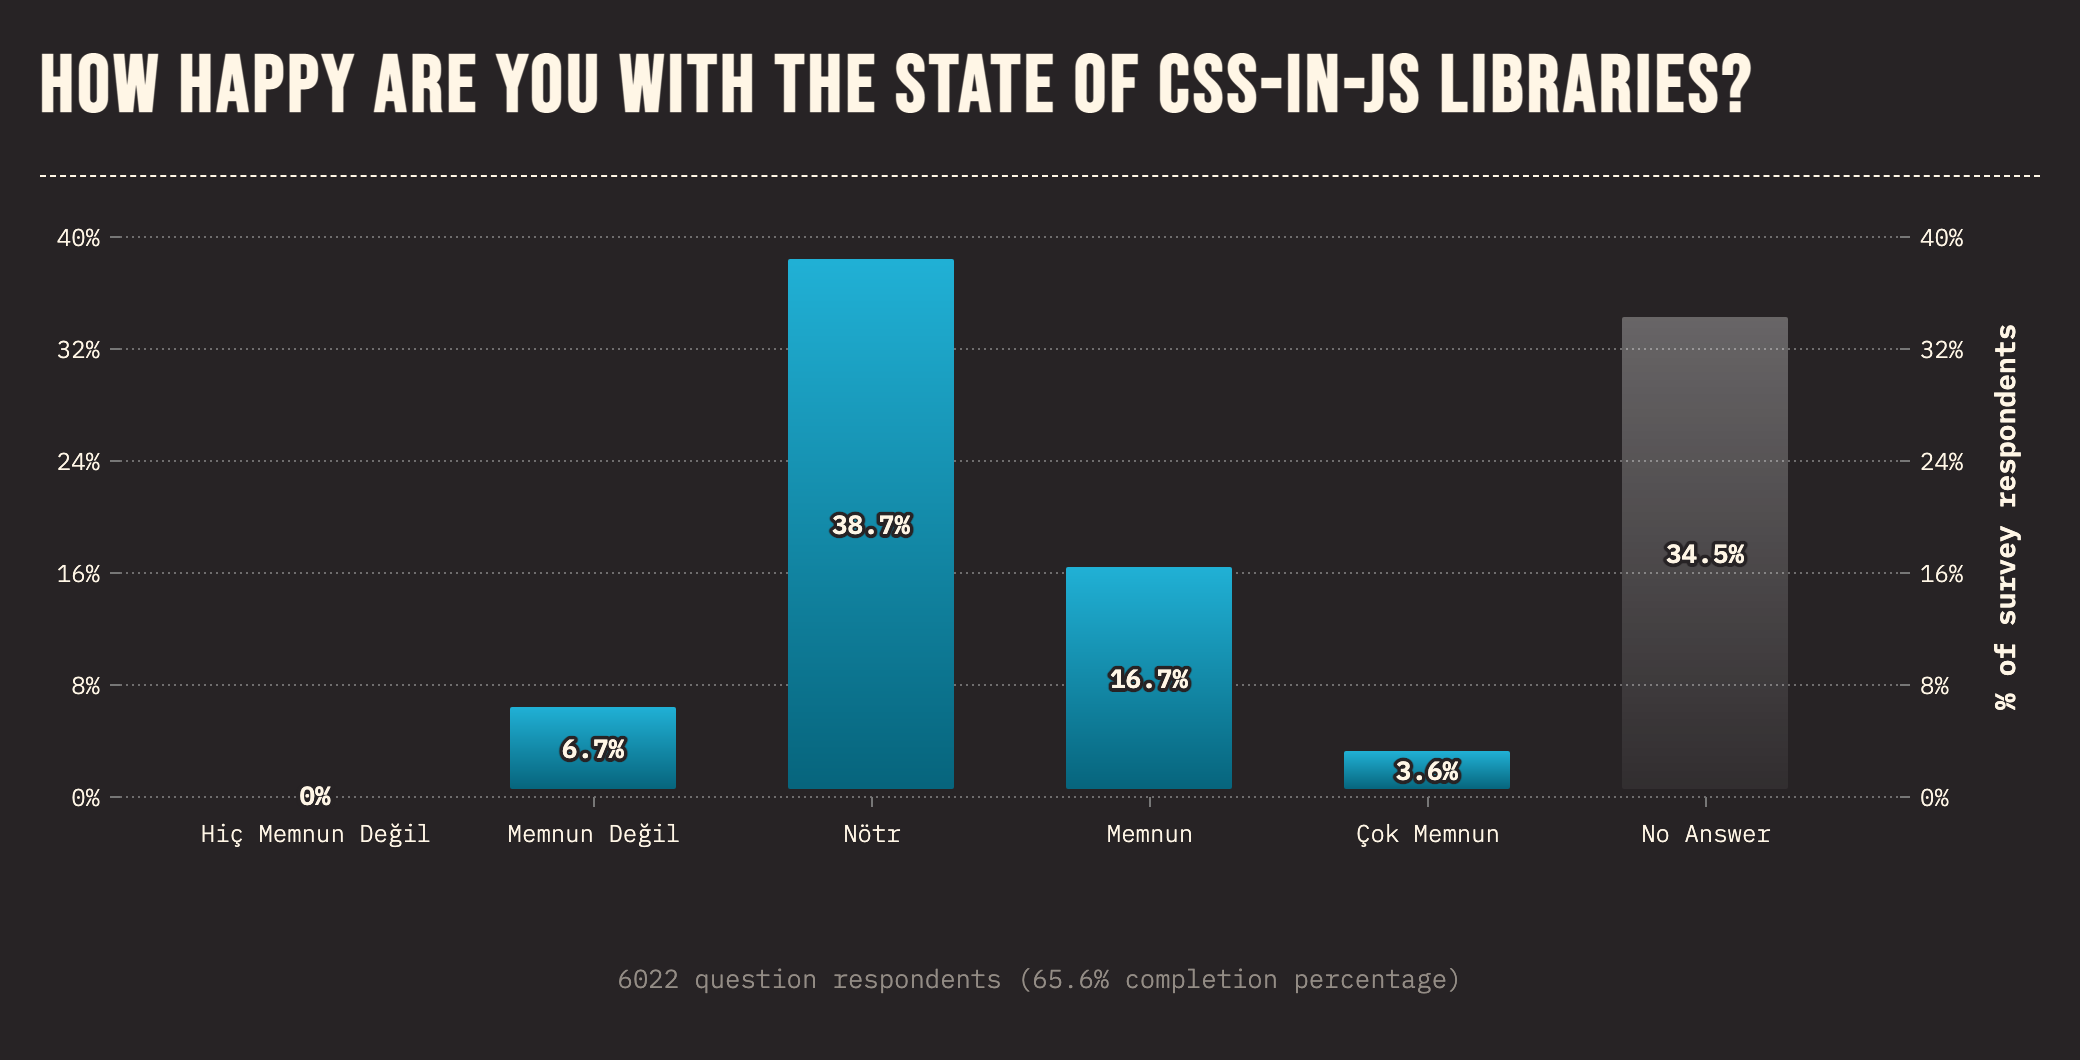 HOW HAPPY ARE YOU WITH THE STATE OF CSS-IN-JS LIBRARIES?
40%
40%
32%
32%
24%
24%
16%
16%
8%
8%
0%
0%
% of survey respondents
0%
6.7%
38.7%
16.7%
3.6%
34.5%
Hiç Memnun Değil
Memnun Değil
Nötr
Memnun
Çok Memnun
No Answer
6022 question respondents (65.6% completion percentage)